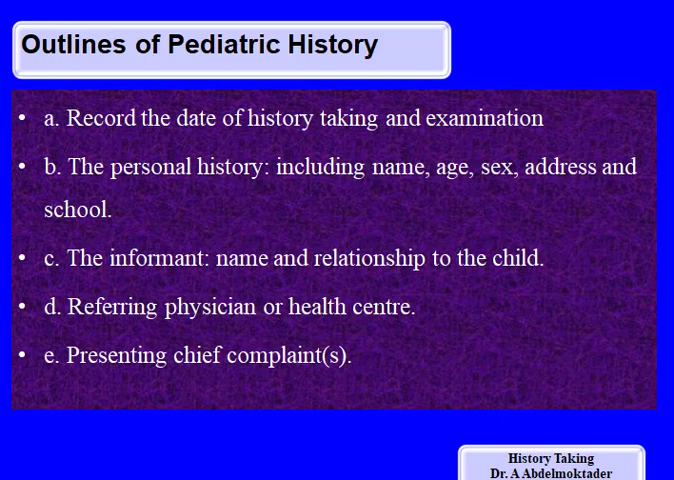 Outlines of Pediatric History
• a. Record the date of history taking and examination
• b. The personal history: including name, age, sex, address and
school.
• c. The informant: name and relationship to the child.
• d. Referring physician or health centre.
• e. Presenting chief complaint(s).
History Taking
Dr. A Abdelmoktader